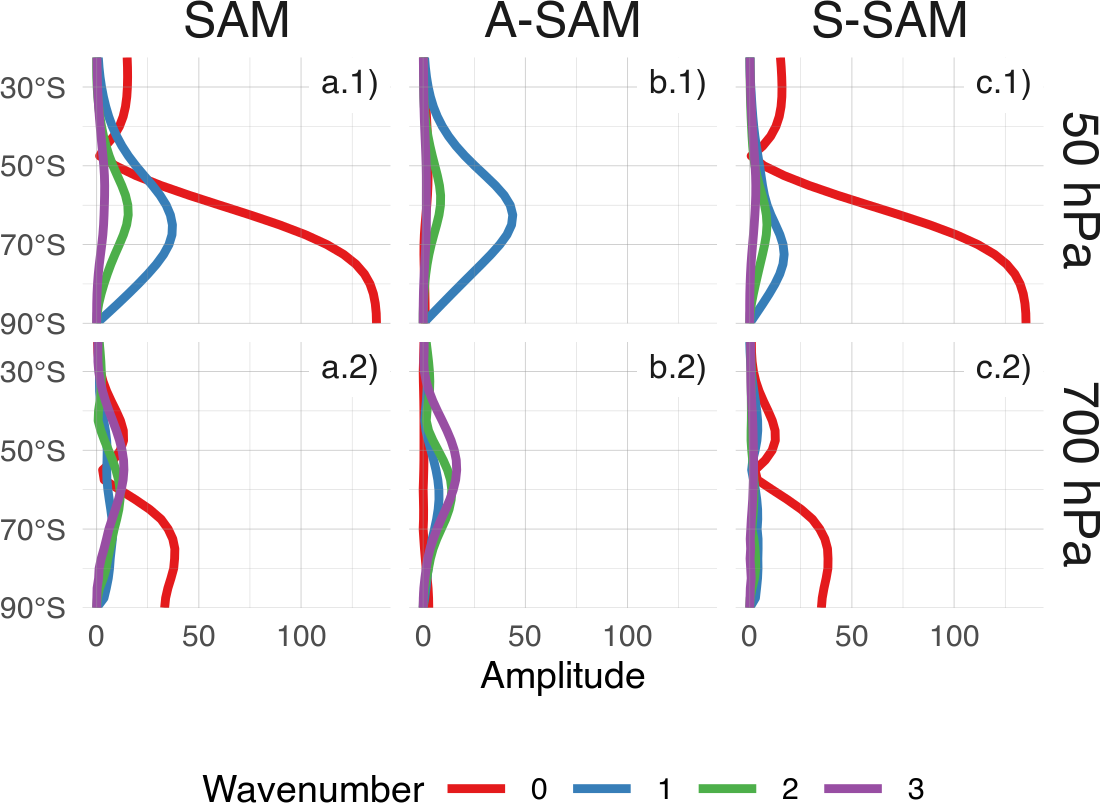 SAM A-SAM S-SAM
30°S a.1) b.1) c.1)
50°S
70°S
90°S
50 hPa
30°S a.2) b.2) c.2)
50°S
70°S
90°S
700 hPa
0 50 100 0 50 100 0 50 100
Amplitude
Wavenumber 0 1 2 3